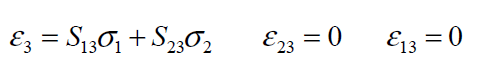 ε₃ = S₁₃σ₁ + S₂₃σ₂ ε₂₃ = 0 ε₁₃ = 0